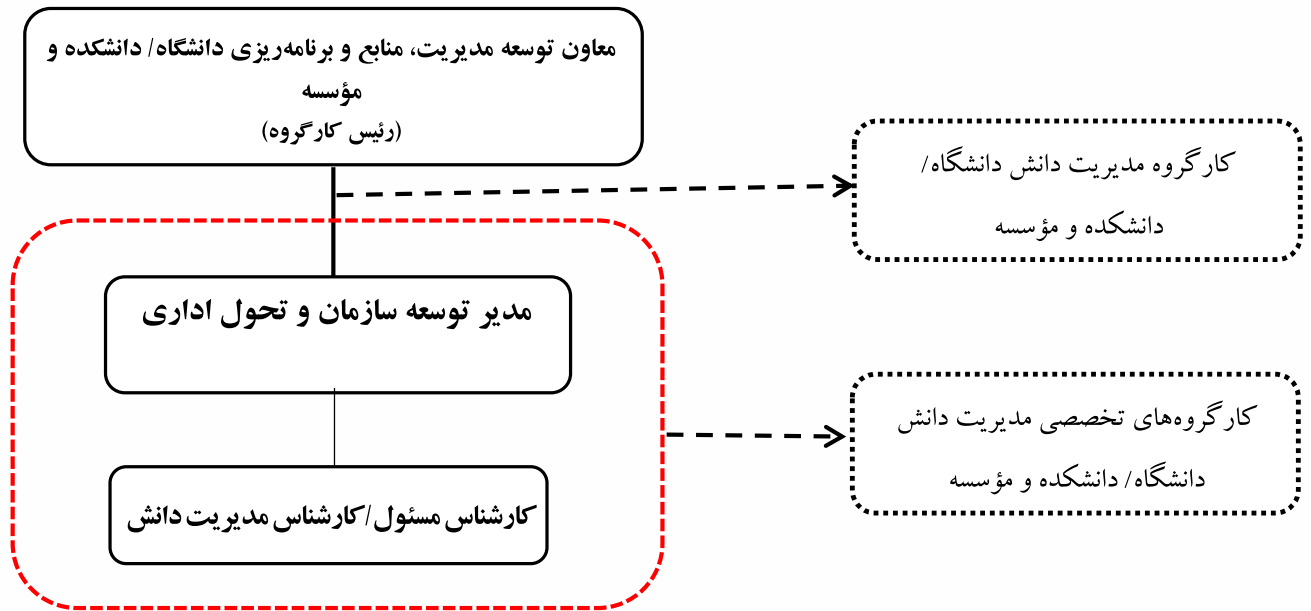 معاون توسعه مدیریت، منابع و برنامه‌ریزی دانشگاه/ دانشکده و
مؤسسه
(رئیس کارگروه)
کارگروه مدیریت دانش دانشگاه/
دانشکده و مؤسسه
مدیر توسعه سازمان و تحول اداری
کارگروه‌های تخصصی مدیریت دانش
دانشگاه/ دانشکده و مؤسسه
کارشناس مسئول/کارشناس مدیریت دانش